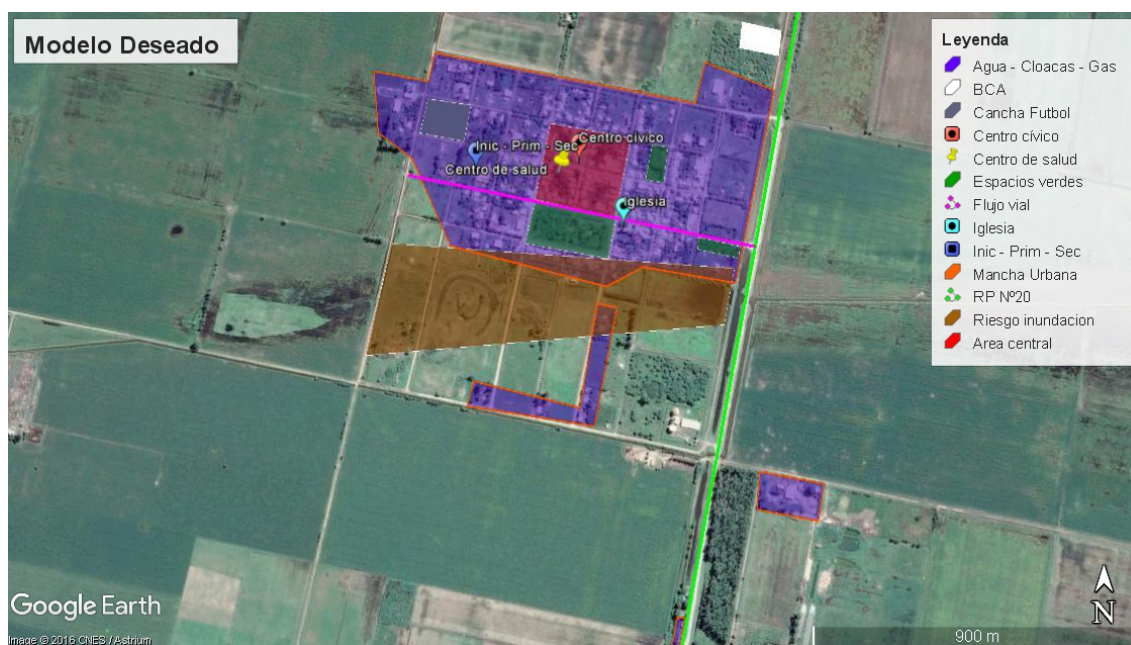 Modelo Deseado
Leyenda
Agua - Cloacas - Gas
BCA
Cancha Futbol
Centro cívico
Centro de salud
Espacios verdes
Flujo vial
Iglesia
Inic - Prim - Sec
Mancha Urbana
RP Nº20
Riesgo inundacion
Area central
Centro cívico
Inic - Prim - Sec
Centro de salud
Iglesia
Google Earth
Image © 2016 CNES / Astrium
900 m
N